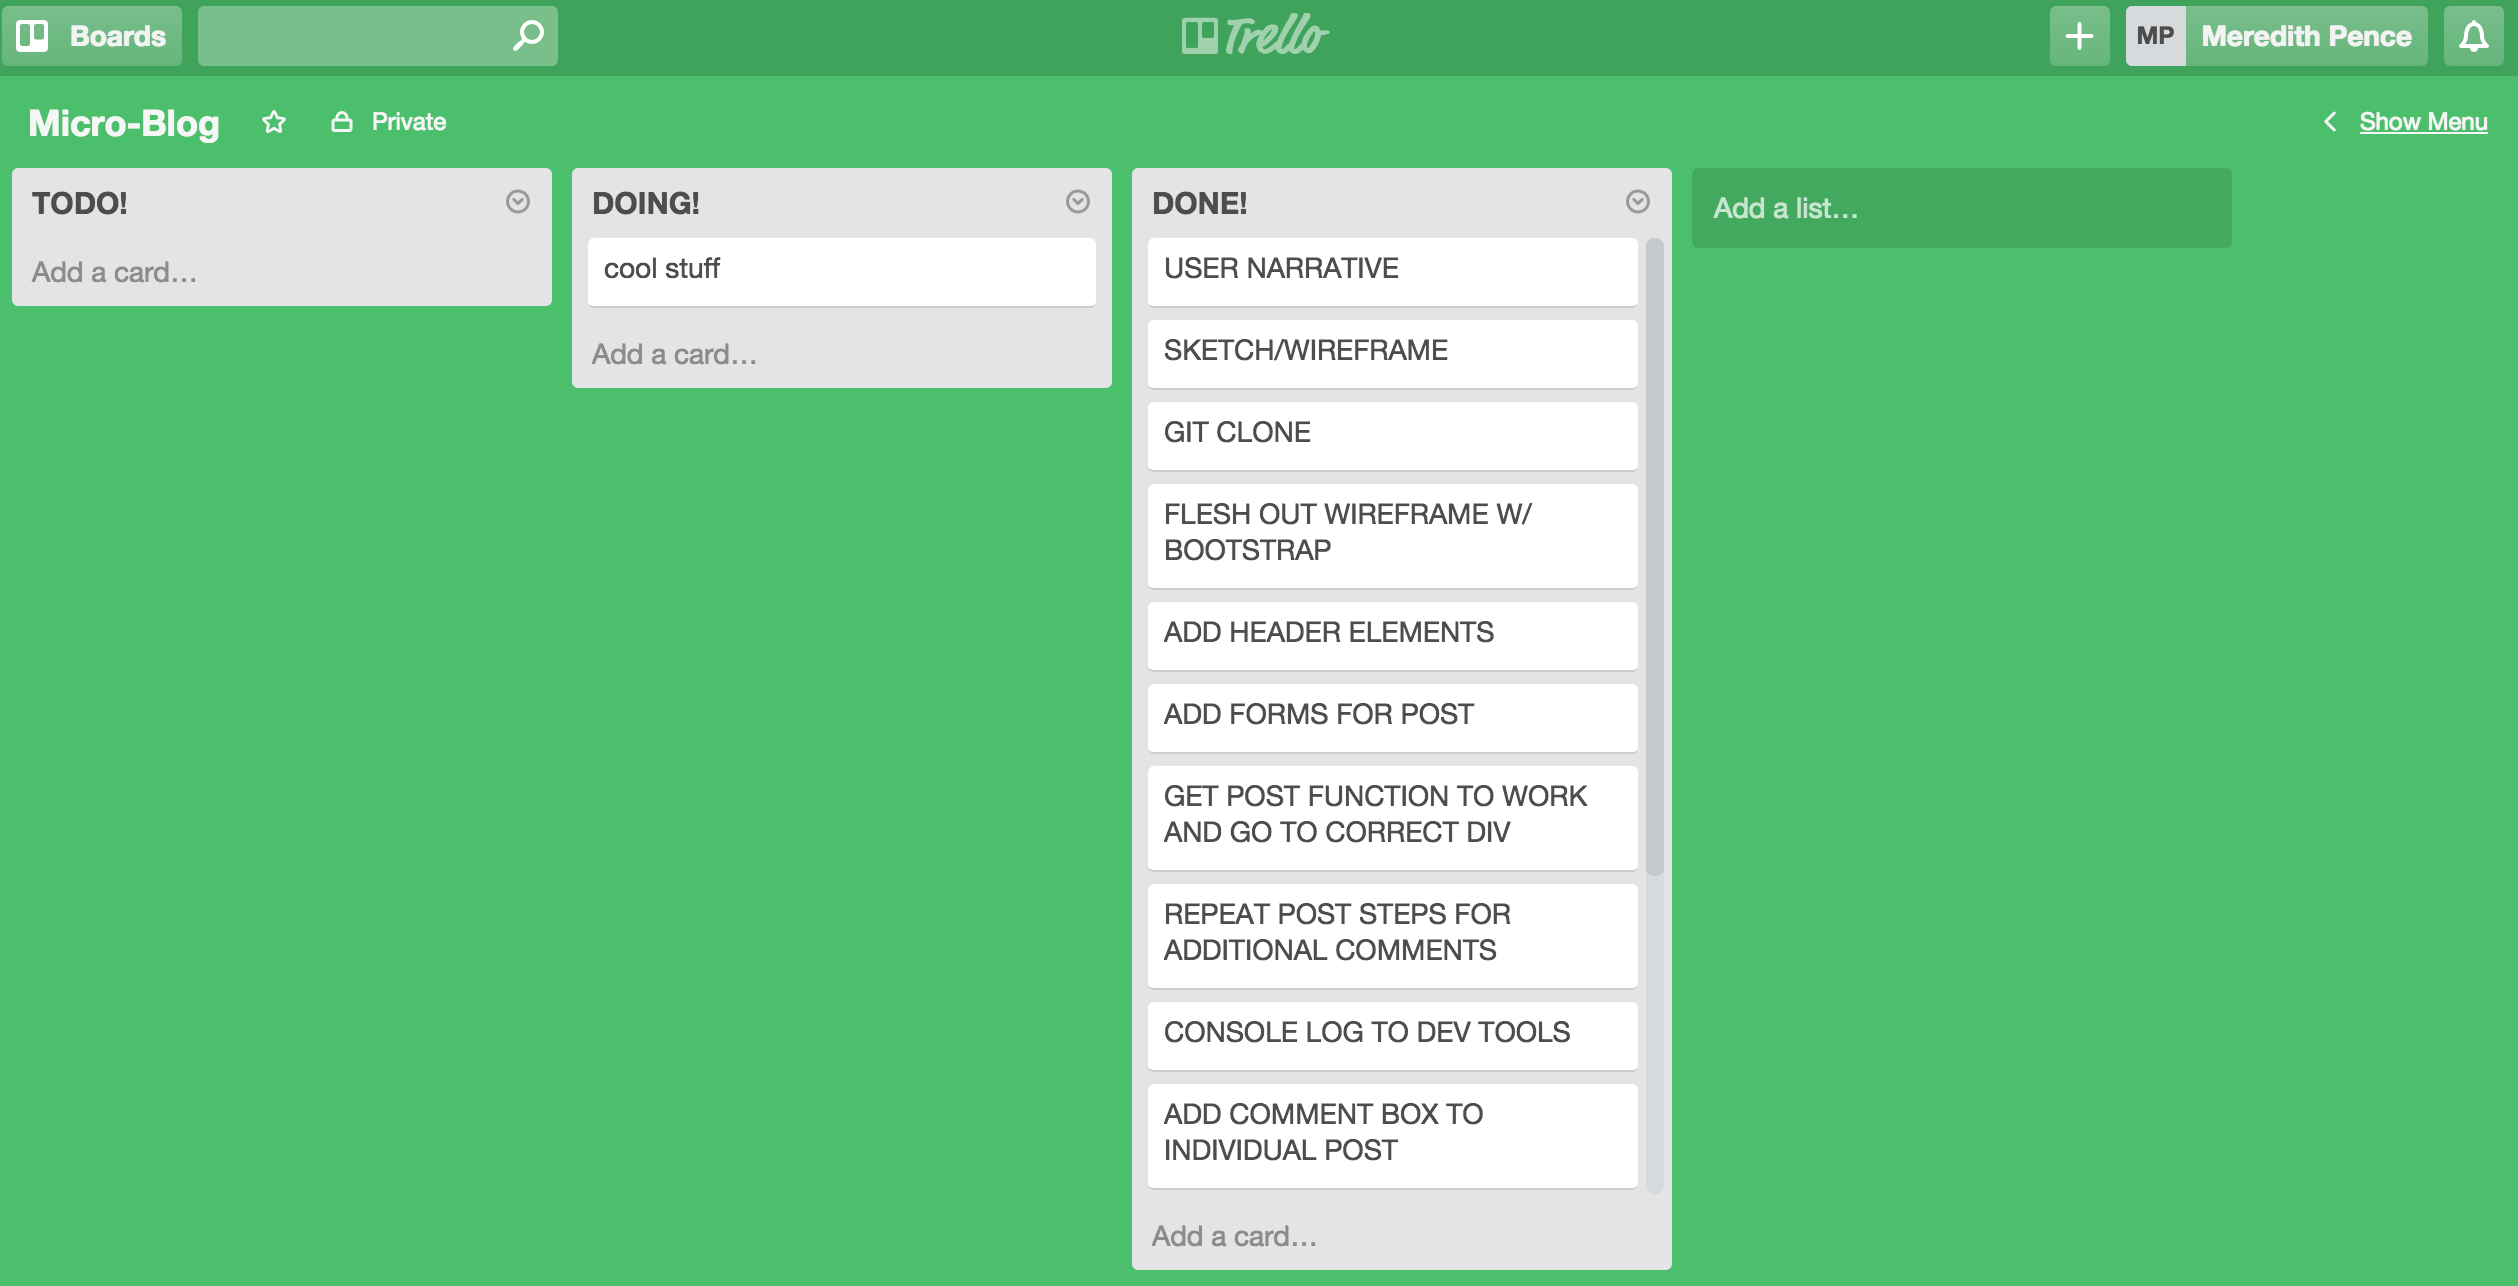 Boards
Trello
MP
Meredith Pence
Micro-Blog
Private
Show Menu
TODO!
Add a card…
DOING!
cool stuff
Add a card…
DONE!
USER NARRATIVE
SKETCH/WIREFRAME
GIT CLONE
FLESH OUT WIREFRAME W/
BOOTSTRAP
ADD HEADER ELEMENTS
ADD FORMS FOR POST
GET POST FUNCTION TO WORK
AND GO TO CORRECT DIV
REPEAT POST STEPS FOR
ADDITIONAL COMMENTS
CONSOLE LOG TO DEV TOOLS
ADD COMMENT BOX TO
INDIVIDUAL POST
Add a card…
Add a list…